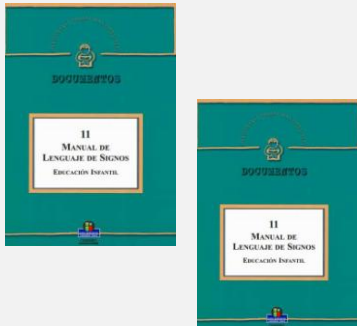 DOCUMENTOS
11
MANUAL DE
LENGUAJE DE SIGNOS
EDUCACIÓN INFANTIL
DOCUMENTOS
11
MANUAL DE
LENGUAJE DE SIGNOS
EDUCACIÓN INFANTIL